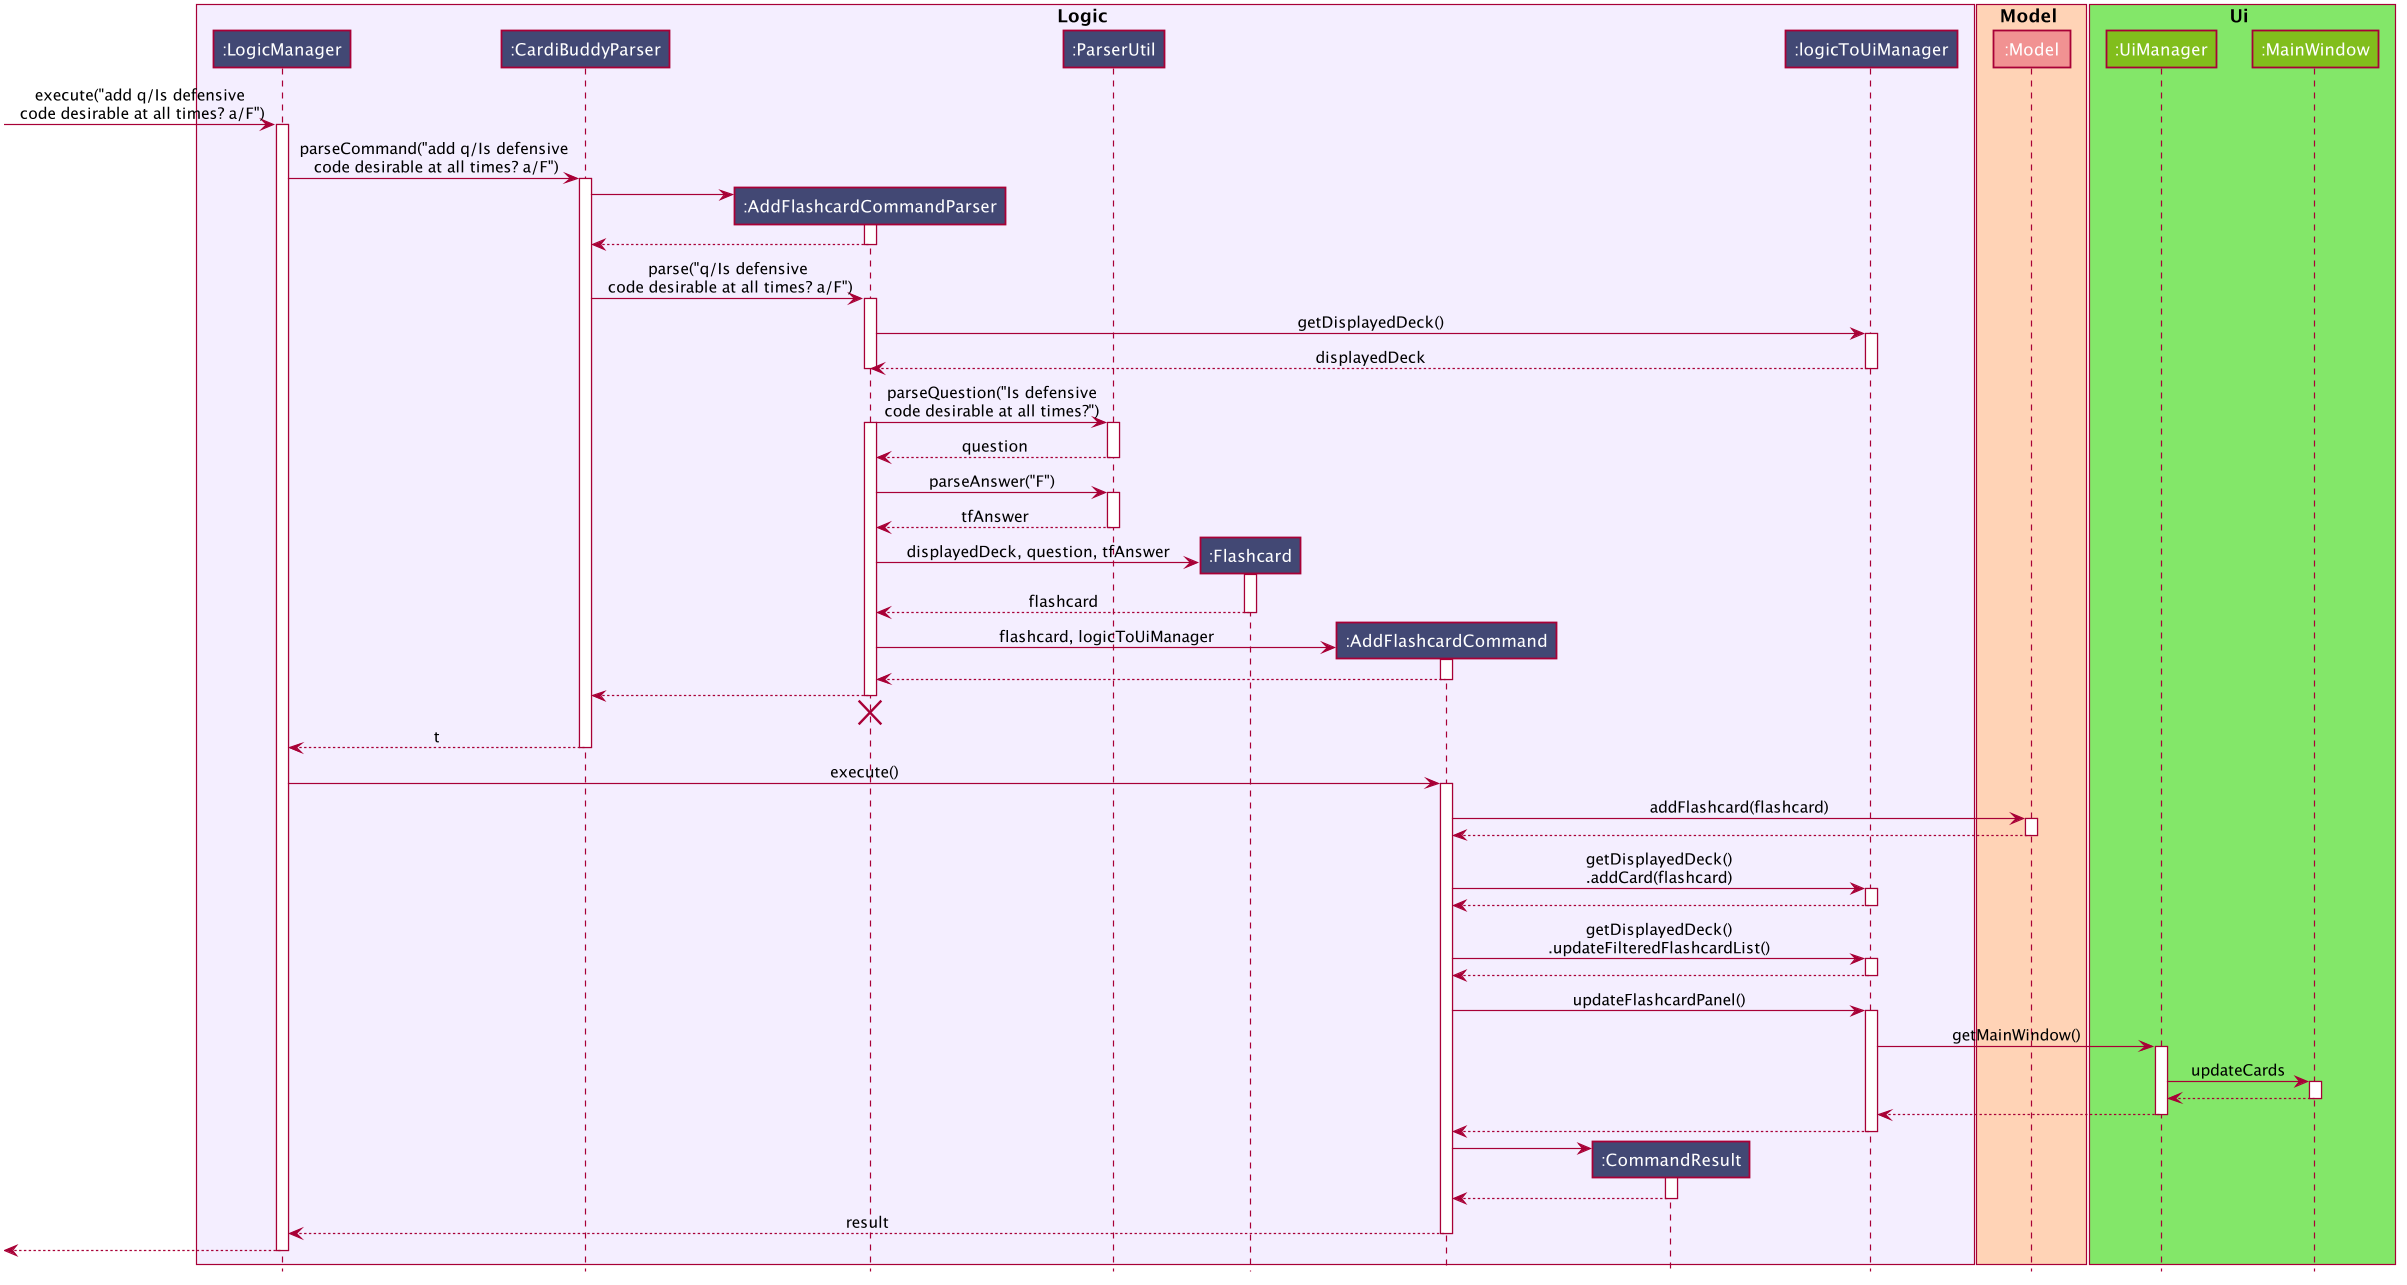 Logic
Model
Ui
:LogicManager
:CardiBuddyParser
:ParserUtil
:logicToUiManager
:Model
:UiManager
:MainWindow
execute("add q/Is defensive
code desirable at all times? a/F")
parseCommand("add q/Is defensive
code desirable at all times? a/F")
:AddFlashcardCommandParser
parse("q/Is defensive
code desirable at all times? a/F")
getDisplayedDeck()
displayedDeck
parseQuestion("Is defensive
code desirable at all times?")
question
parseAnswer("F")
tfAnswer
displayedDeck, question, tfAnswer
:Flashcard
flashcard
flashcard, logicToUiManager
:AddFlashcardCommand
t
execute()
addFlashcard(flashcard)
getDisplayedDeck()
.addCard(flashcard)
getDisplayedDeck()
.updateFilteredFlashcardList()
updateFlashcardPanel()
getMainWindow()
updateCards
:CommandResult
result